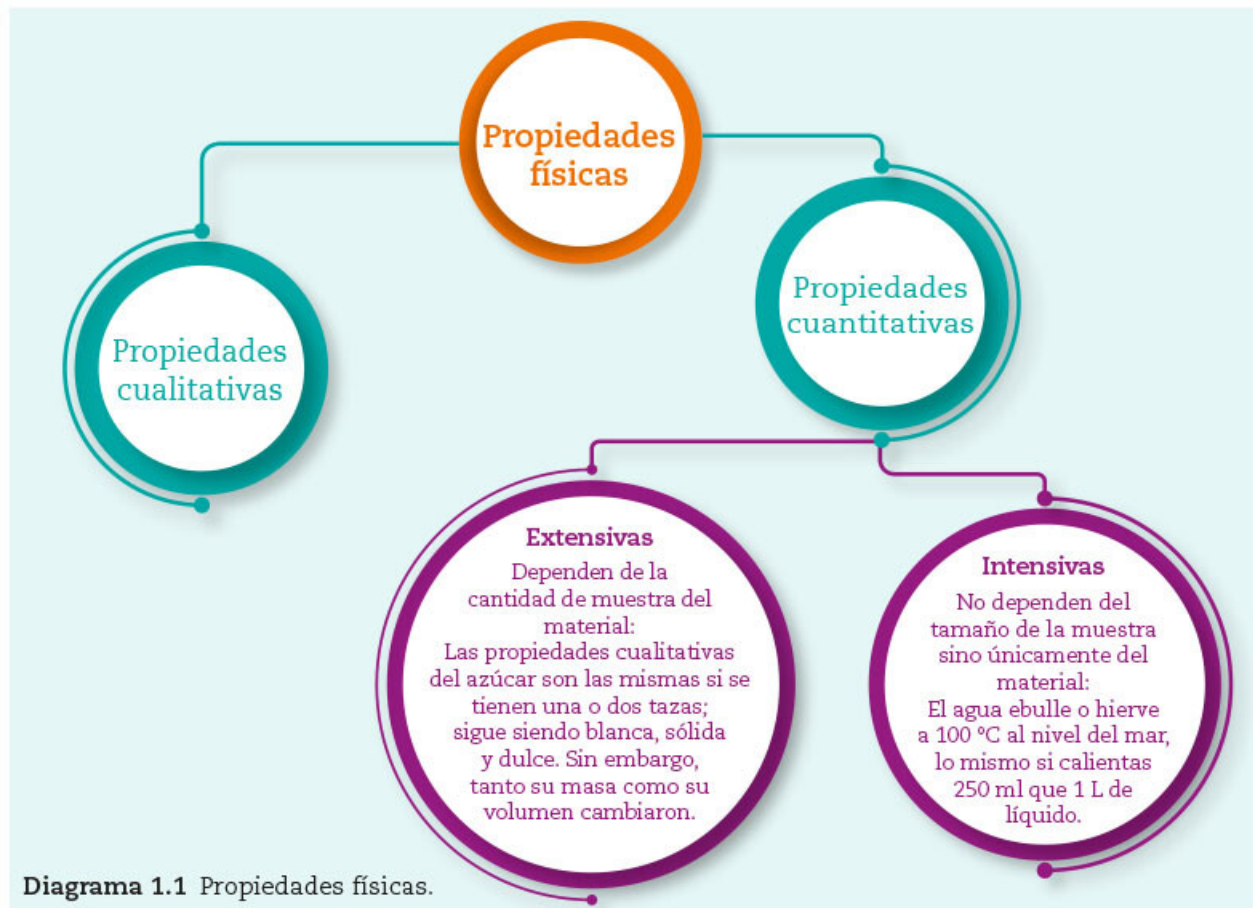 Propiedades
físicas
Propiedades
cualitativas
Propiedades
cuantitativas
Extensivas
Dependen de la
cantidad de muestra del
material:
Las propiedades cualitativas
del azúcar son las mismas si se
tienen una o dos tazas;
sigue siendo blanca, sólida
y dulce. Sin embargo,
tanto su masa como su
volumen cambiaron.
Intensivas
No dependen del
tamaño de la muestra
sino únicamente del
material:
El agua ebulle o hierve
a 100 °C al nivel del mar,
lo mismo si calientas
250 ml que 1 L de
líquido.
Diagrama 1.1 Propiedades físicas.